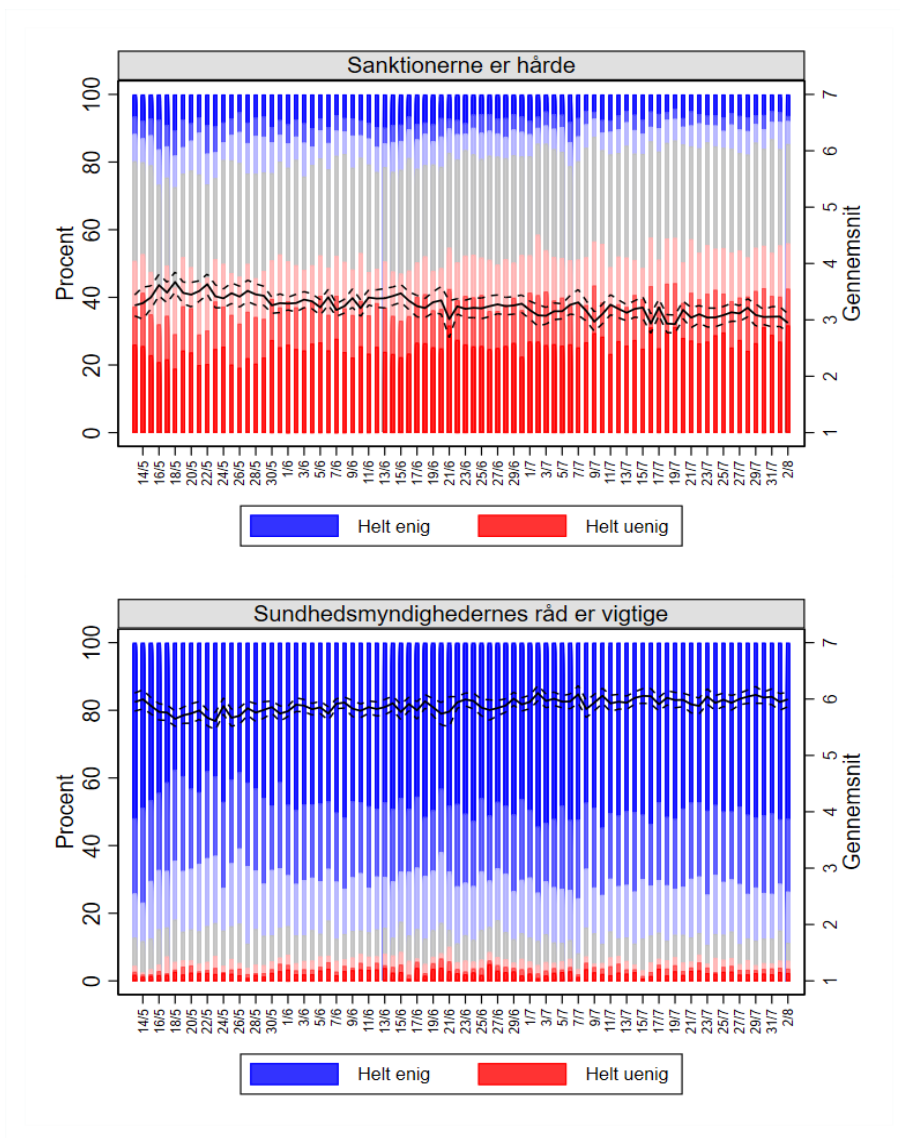 Sanktionerne er hårde
Procent
0 20 40 60 80 100
Gennemsnit
1 2 3 4 5 6 7
14/5 16/5 18/5 20/5 22/5 24/5 26/5 28/5 30/5 1/6 3/6 5/6 7/6 9/6 11/6 13/6 15/6 17/6 19/6 21/6 23/6 25/6 27/6 29/6 1/7 3/7 5/7 7/7 9/7 11/7 13/7 15/7 17/7 19/7 21/7 23/7 25/7 27/7 29/7 31/7 2/8
Helt enig Helt uenig
Sundhedsmyndighedernes råd er vigtige
Procent
0 20 40 60 80 100
Gennemsnit
1 2 3 4 5 6 7
14/5 16/5 18/5 20/5 22/5 24/5 26/5 28/5 30/5 1/6 3/6 5/6 7/6 9/6 11/6 13/6 15/6 17/6 19/6 21/6 23/6 25/6 27/6 29/6 1/7 3/7 5/7 7/7 9/7 11/7 13/7 15/7 17/7 19/7 21/7 23/7 25/7 27/7 29/7 31/7 2/8
Helt enig Helt uenig